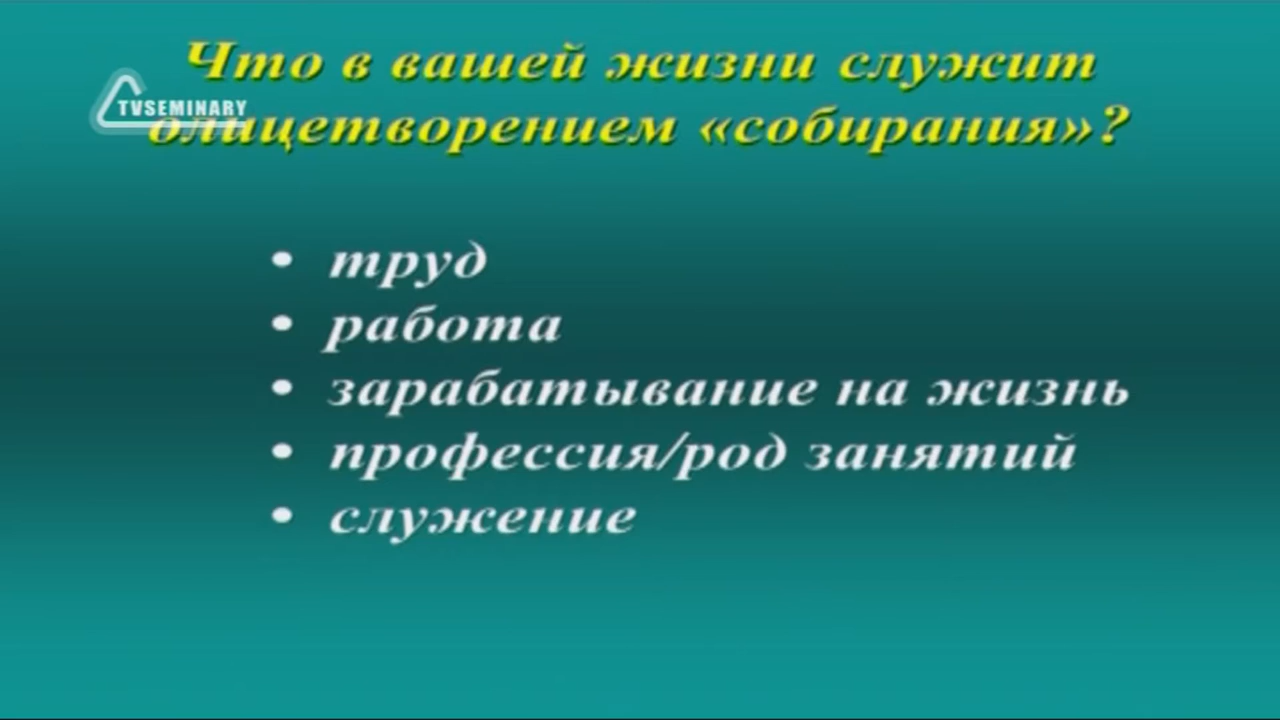 Что в вашей жизни служит
TVSEMINARY
олицетворением «собирания»?
• труд
• работа
• зарабатывание на жизнь
• профессия/род занятий
• служение